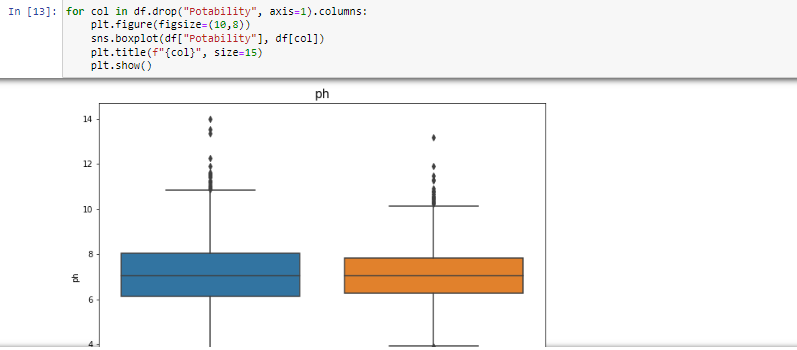 In [13]: for col in df.drop("Potability", axis=1).columns:
plt.figure(figsize=(10,8))
sns.boxplot(df["Potability"], df[col])
plt.title(f"{col}", size=15)
plt.show()
ph
14
12
10
8
ph
6
4